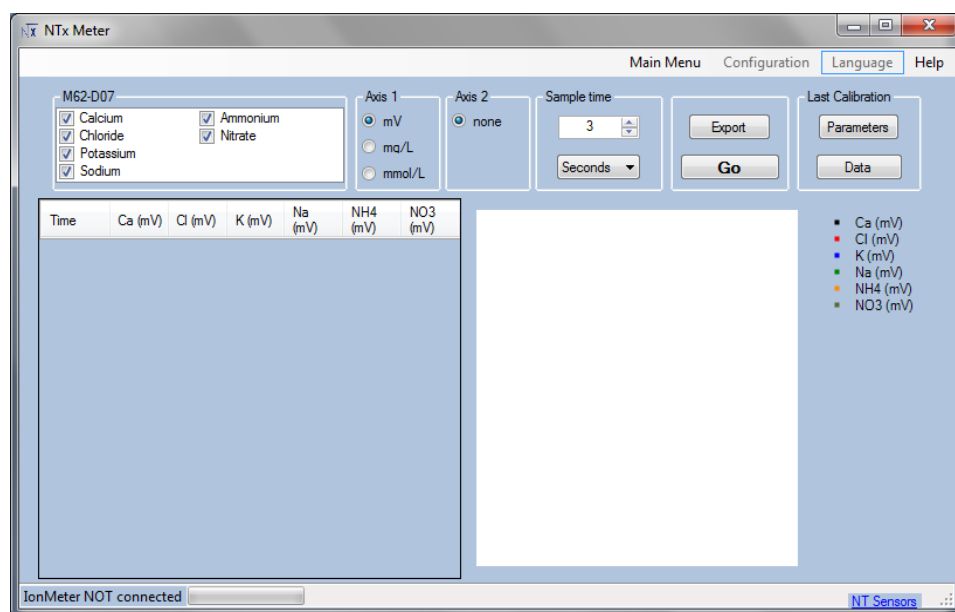 NTx Meter
Main Menu Configuration Language Help
M62-D07
Calcium
Chloride
Potassium
Sodium
Ammonium
Nitrate
Axis 1
mV
mg/L
mmol/L
Axis 2
none
Sample time
3
Seconds
Export
Go
Last Calibration
Parameters
Data
Time Ca (mV) Cl (mV) K (mV) Na (mV) NH4 (mV) NO3 (mV)
Ca (mV)
Cl (mV)
K (mV)
Na (mV)
NH4 (mV)
NO3 (mV)
IonMeter NOT connected
NT Sensors